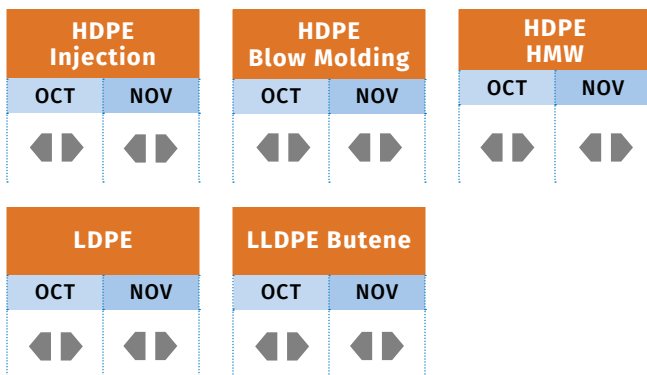 HDPE
Injection
OCT NOV
HDPE
Blow Molding
OCT NOV
HDPE
HMW
OCT NOV
LDPE
OCT NOV
LLDPE Butene
OCT NOV